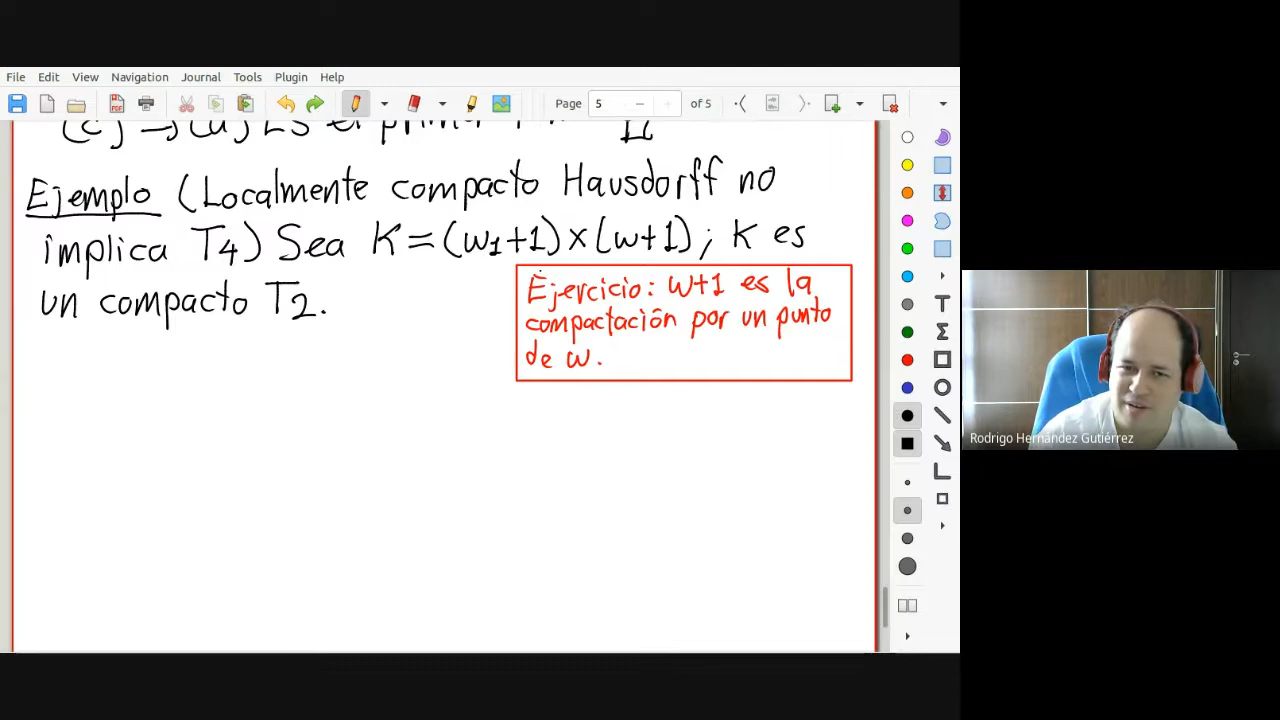 File Edit View Navigation Journal Tools Plugin Help
Page 5 of 5
Ejemplo (Localmente compacto Hausdorff no
implica T4) Sea K=(ω1+1)×(ω+1); K es
un compacto T2.
Ejercicio: ω+1 es la
compactación por un punto
de ω.
Rodrigo Hernández Gutiérrez